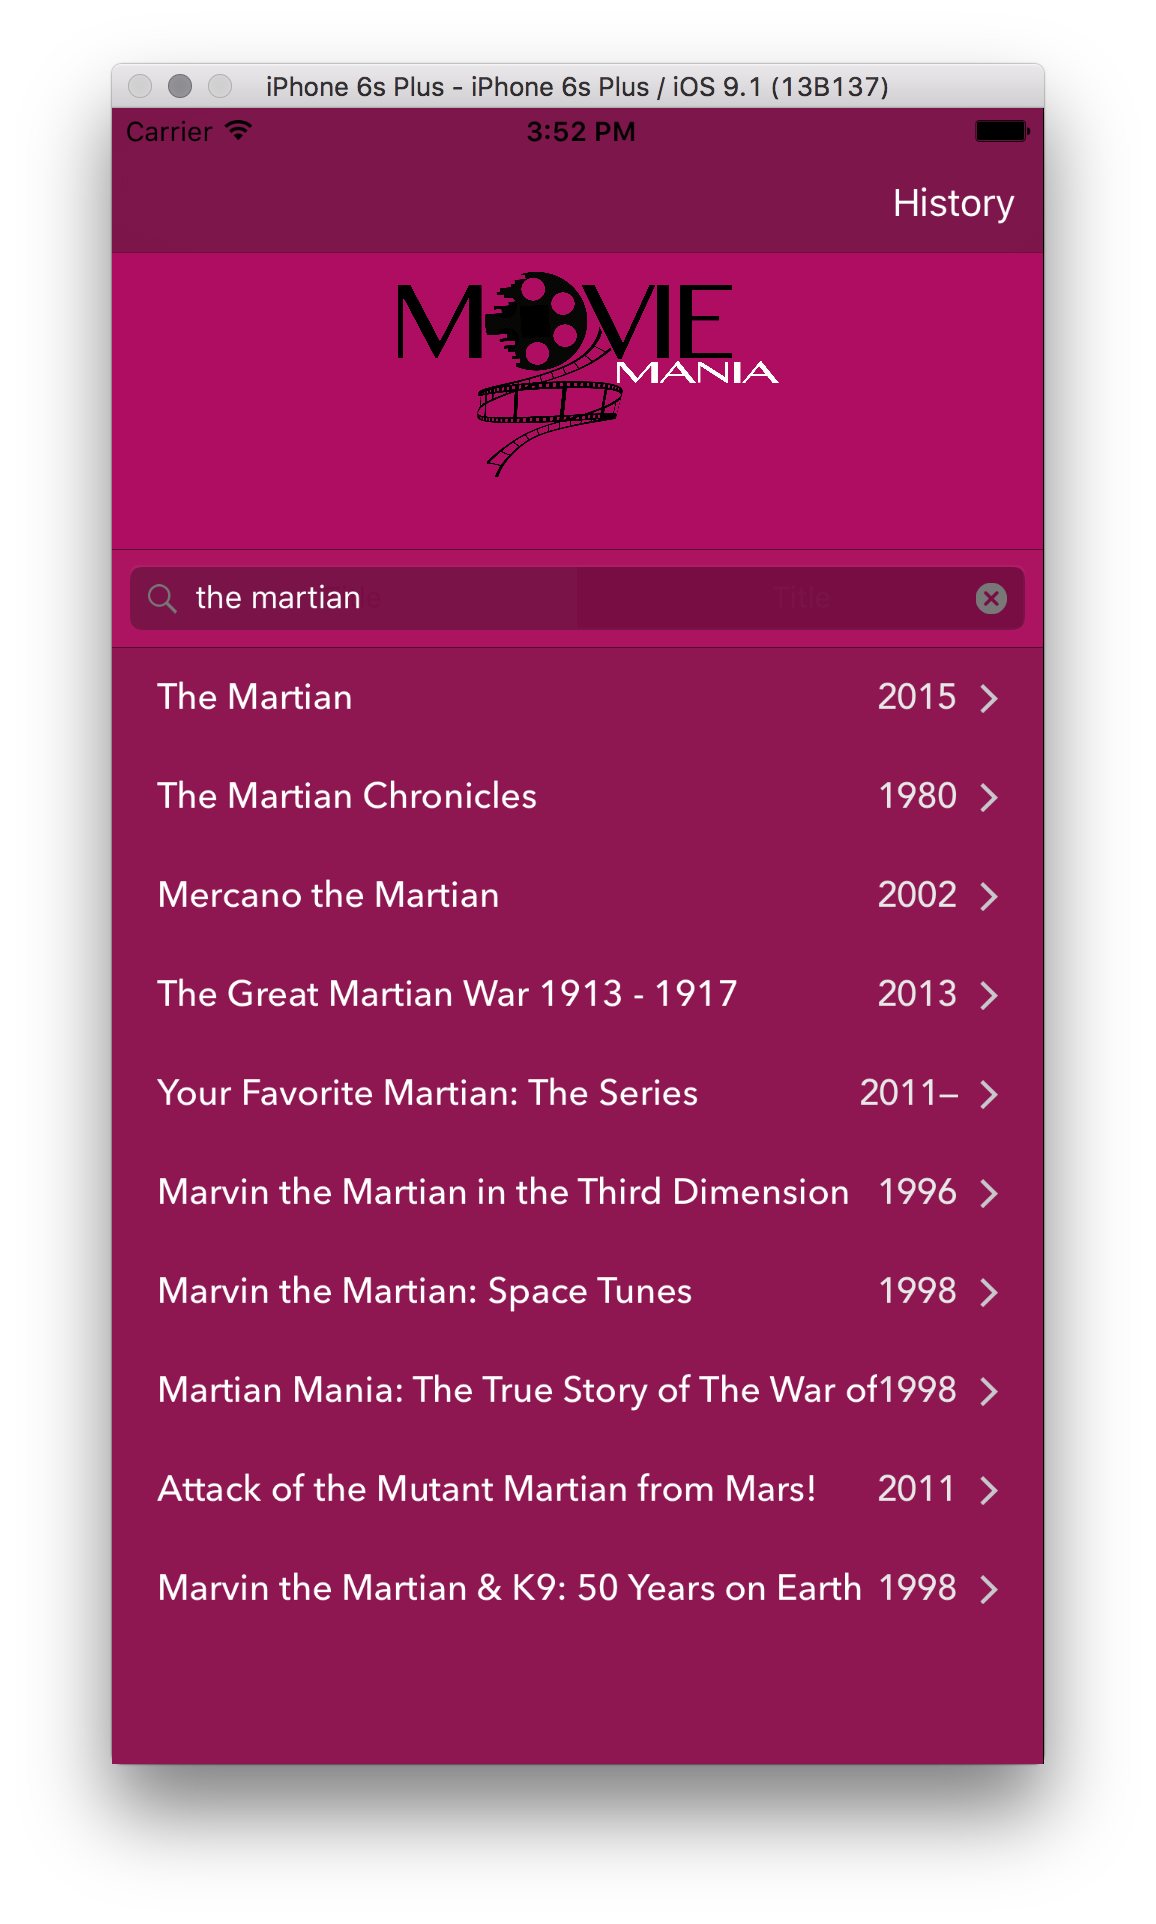 iPhone 6s Plus - iPhone 6s Plus / iOS 9.1 (13B137)
Carrier 3:52 PM
History
MOVIE
MANIA
the martian Title
The Martian 2015
The Martian Chronicles 1980
Mercano the Martian 2002
The Great Martian War 1913 - 1917 2013
Your Favorite Martian: The Series 2011–
Marvin the Martian in the Third Dimension 1996
Marvin the Martian: Space Tunes 1998
Martian Mania: The True Story of The War of 1998
Attack of the Mutant Martian from Mars! 2011
Marvin the Martian & K9: 50 Years on Earth 1998